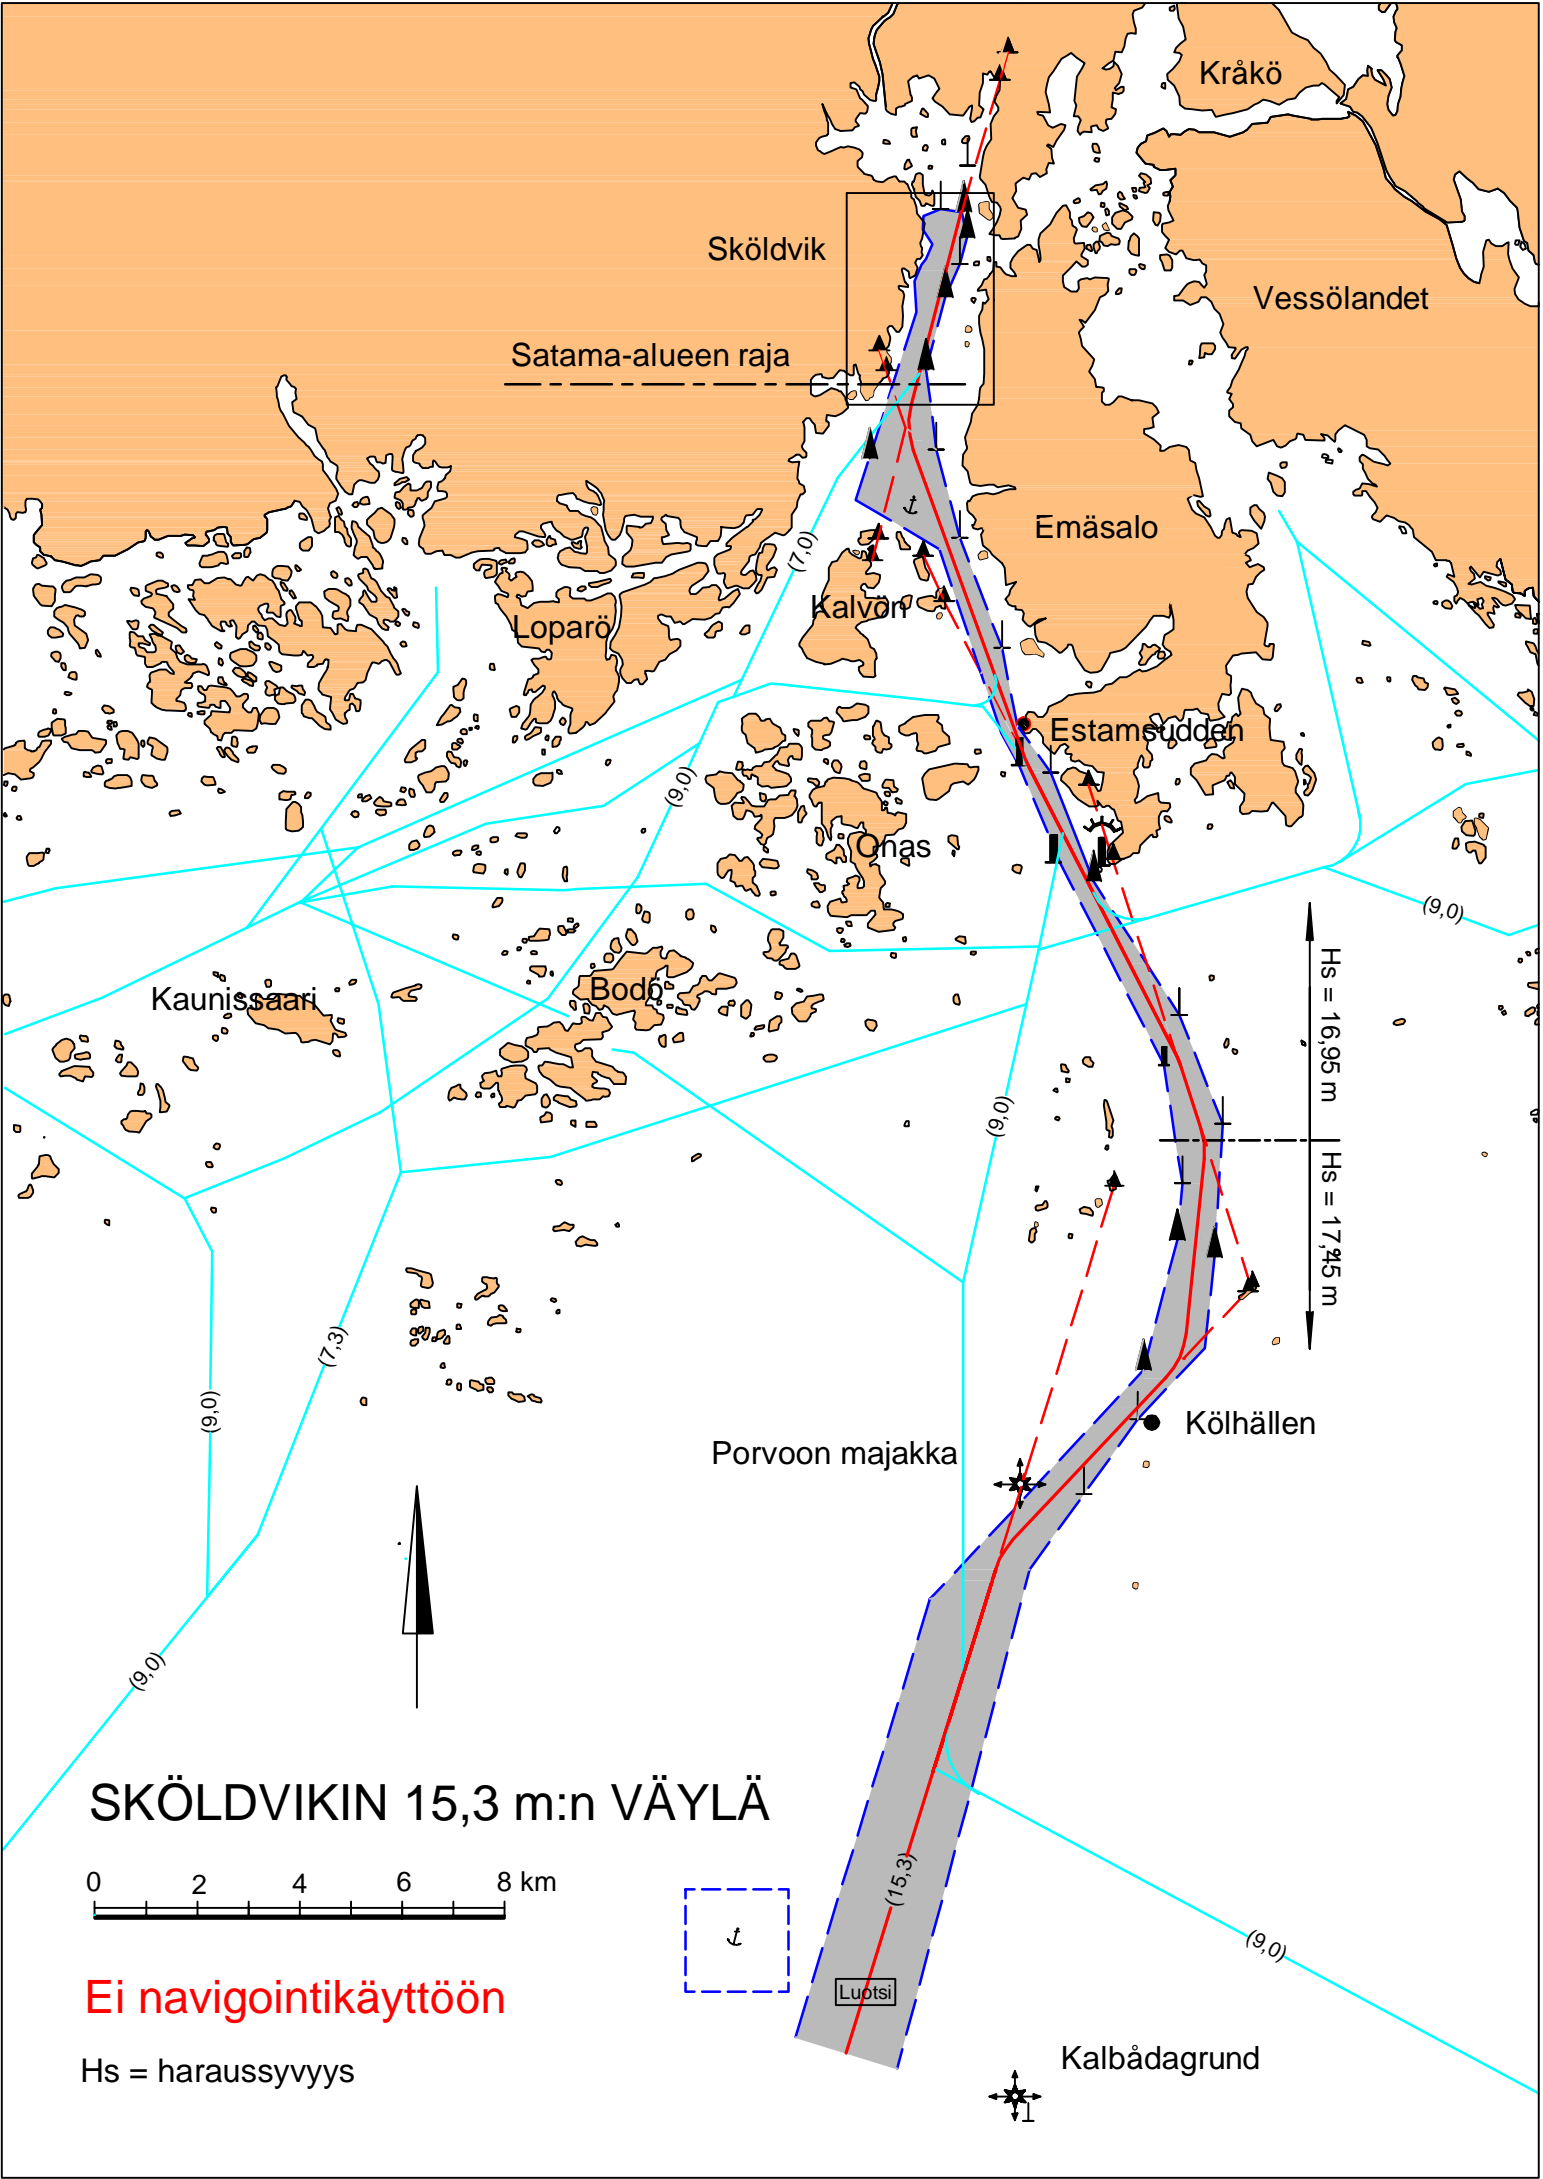 Kråkö
Sköldvik
Vessölandet
Satama-alueen raja
Emäsalo
(7,0)
Kalvön
Loparö
Estamsudden
(9,0)
Onas
(9,0)
Hs = 16,95 m
Bodö
Kaunissaari
(9,0)
Hs = 17,45 m
(7,3)
(9,0)
Kölhällen
Porvoon majakka
(9,0)
SKÖLDVIKIN 15,3 m:n VÄYLÄ
0 2 4 6 8 km
(15,3)
(9,0)
Ei navigointikäyttöön
Luotsi
Kalbådagrund
Hs = haraussyvyys